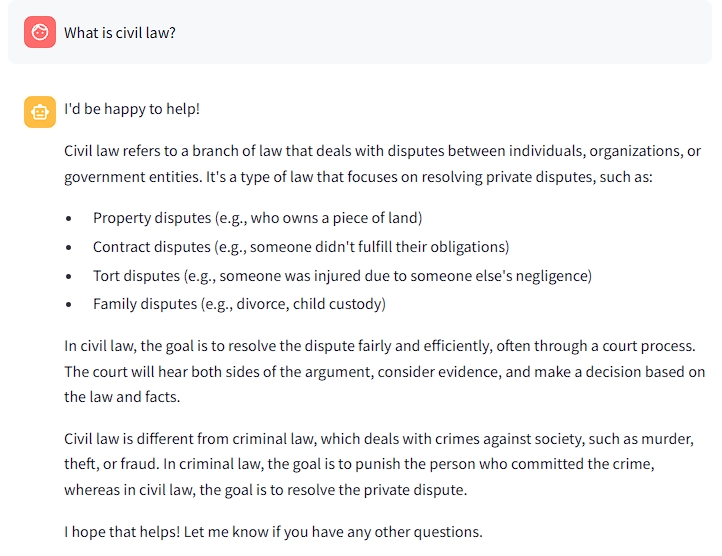 What is civil law?
I'd be happy to help!
Civil law refers to a branch of law that deals with disputes between individuals, organizations, or
government entities. It's a type of law that focuses on resolving private disputes, such as:
• Property disputes (e.g., who owns a piece of land)
• Contract disputes (e.g., someone didn't fulfill their obligations)
• Tort disputes (e.g., someone was injured due to someone else's negligence)
• Family disputes (e.g., divorce, child custody)
In civil law, the goal is to resolve the dispute fairly and efficiently, often through a court process.
The court will hear both sides of the argument, consider evidence, and make a decision based on
the law and facts.
Civil law is different from criminal law, which deals with crimes against society, such as murder,
theft, or fraud. In criminal law, the goal is to punish the person who committed the crime,
whereas in civil law, the goal is to resolve the private dispute.
I hope that helps! Let me know if you have any other questions.